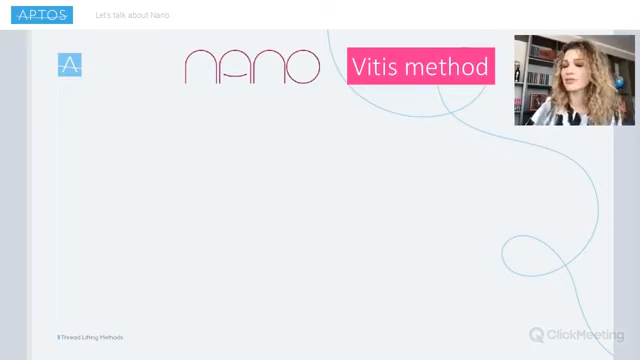 APTOS
Let's talk about Nano
A
nano
Vitis method
Thread Lifting Methods
ClickMeeting